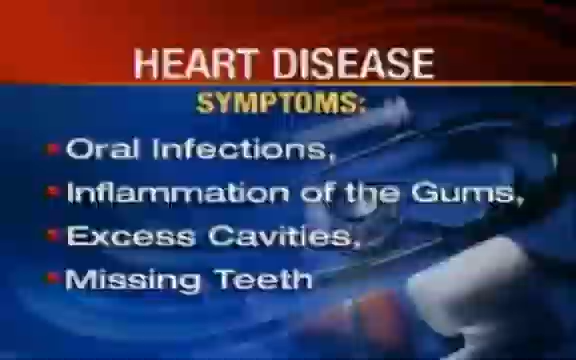 HEART DISEASE
SYMPTOMS:
Oral Infections,
Inflammation of the Gums,
Excess Cavities,
Missing Teeth